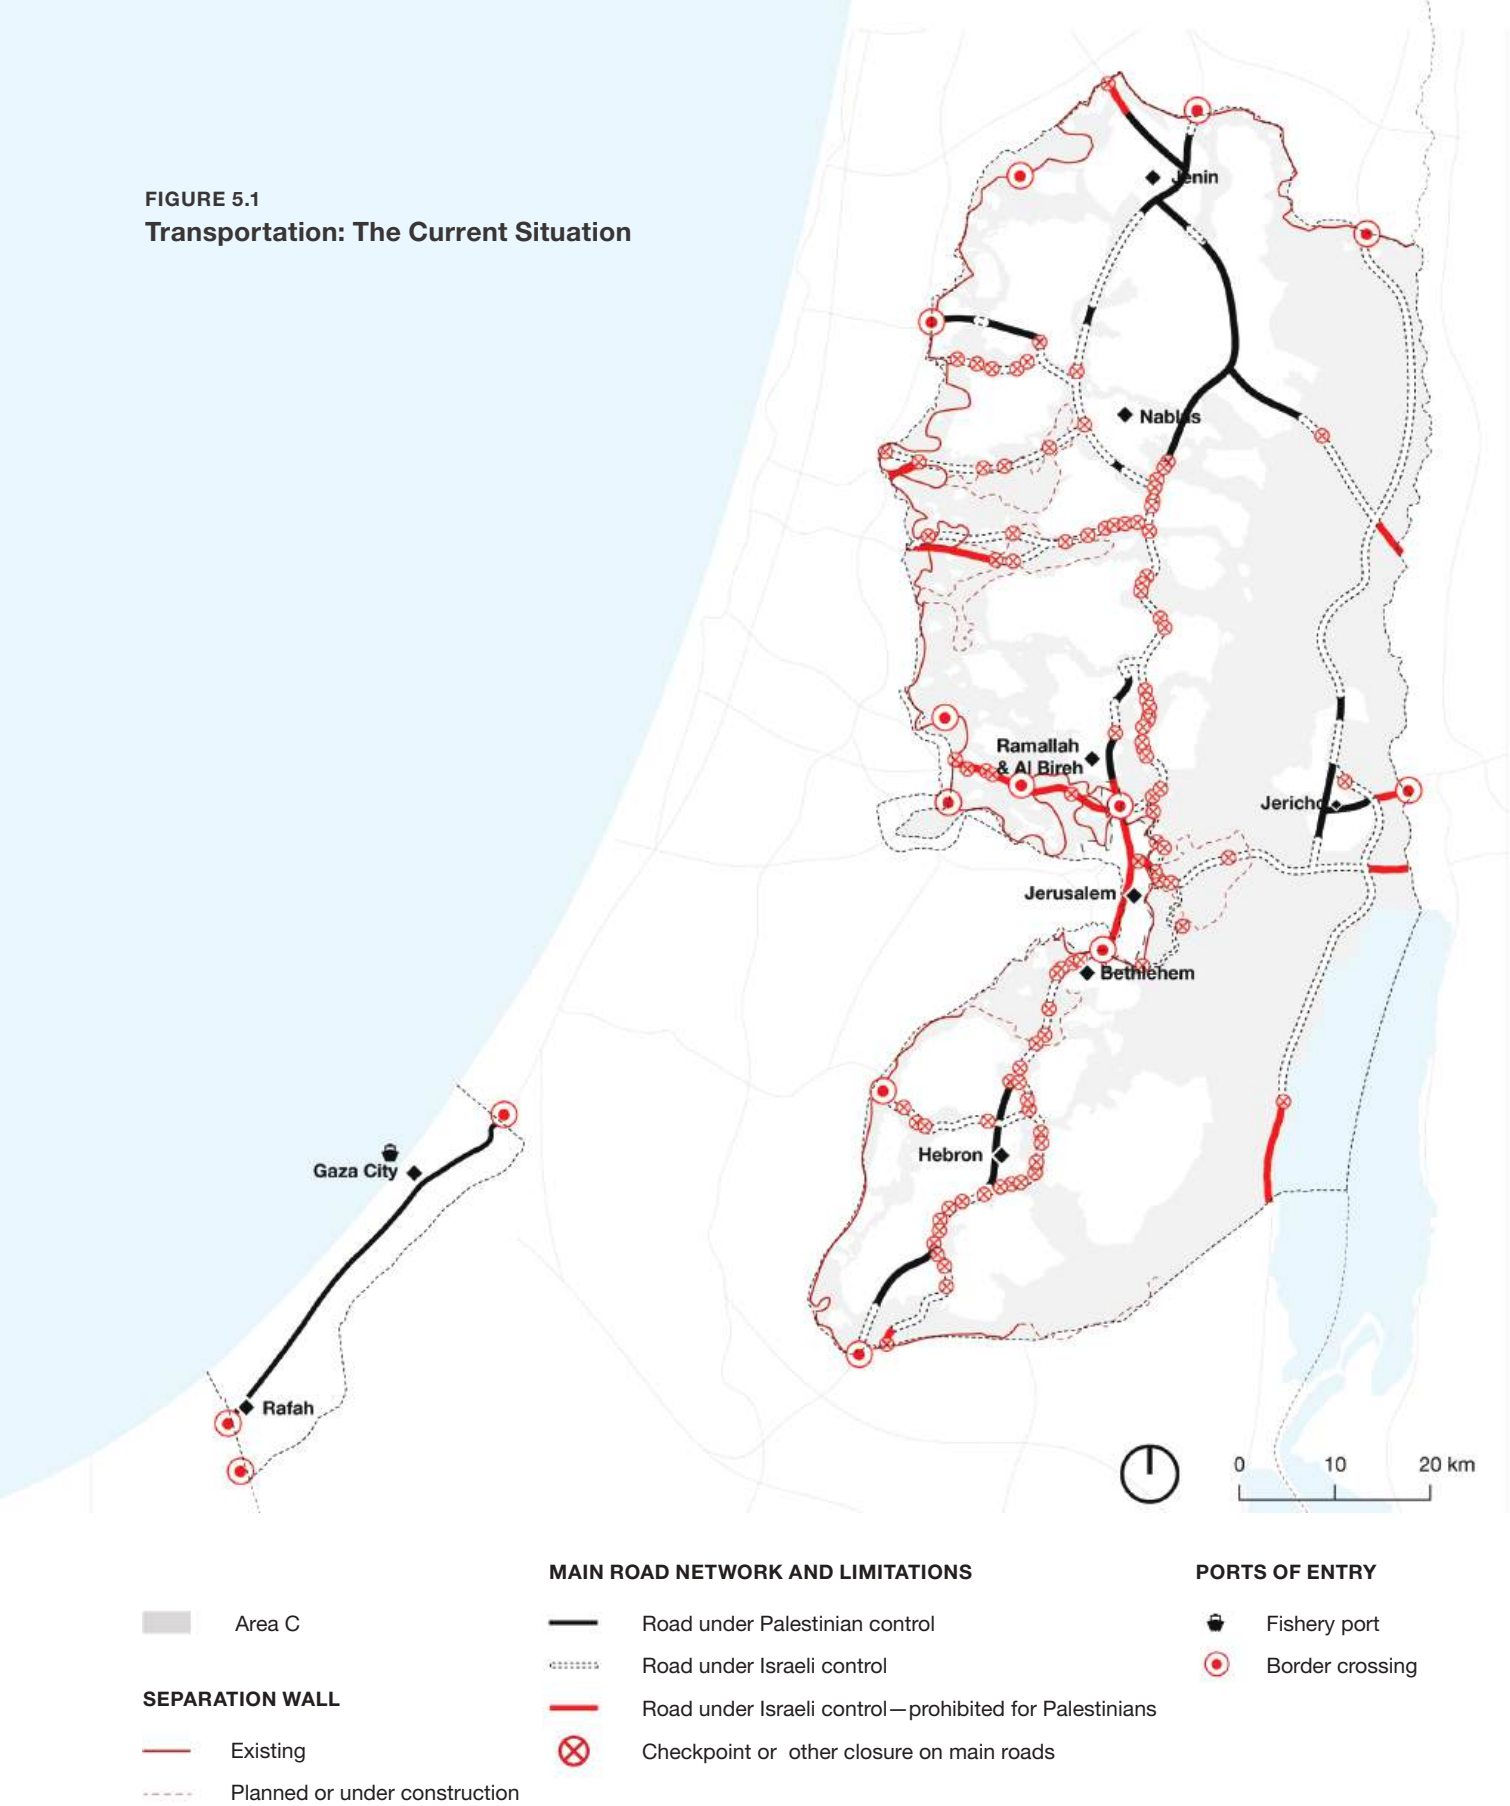 FIGURE 5.1
Transportation: The Current Situation
Jenin
Nablus
Ramallah
& Al Bireh
Jericho
Jerusalem
Bethlehem
Hebron
Gaza City
Rafah
0 10 20 km
MAIN ROAD NETWORK AND LIMITATIONS
PORTS OF ENTRY
Area C
Road under Palestinian control
Fishery port
Road under Israeli control
Border crossing
SEPARATION WALL
Road under Israeli control—prohibited for Palestinians
Existing
Checkpoint or other closure on main roads
Planned or under construction